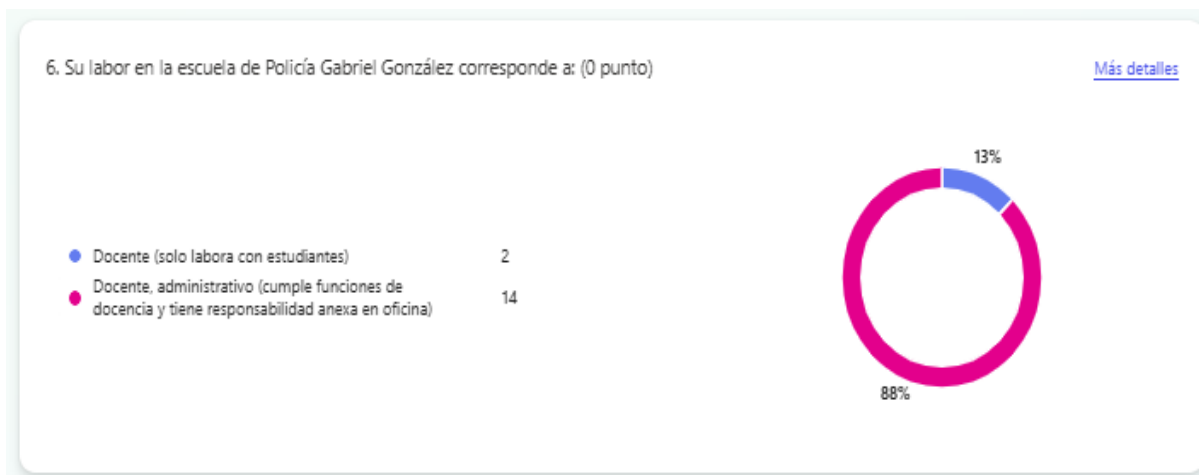 6. Su labor en la escuela de Policía Gabriel González corresponde a: (0 punto)
Más detalles
13%
Docente (solo labora con estudiantes) 2
Docente, administrativo (cumple funciones de
docencia y tiene responsabilidad anexa en oficina) 14
88%